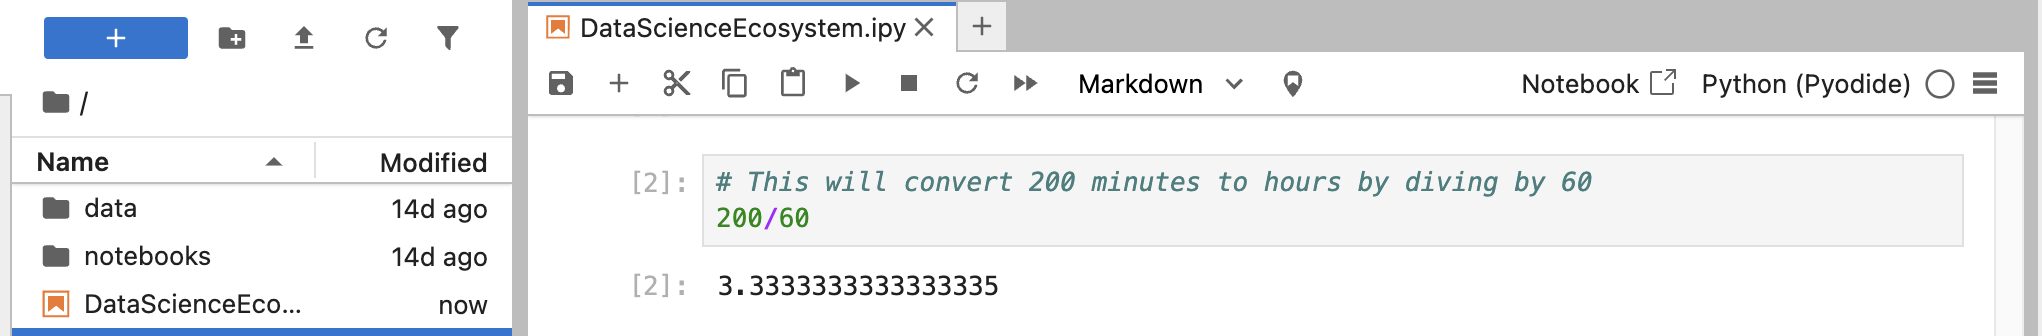 +
/
Name Modified
data 14d ago
notebooks 14d ago
DataScienceEco... now
DataScienceEcosystem.ipy
Markdown Notebook Python (Pyodide)
[2]: # This will convert 200 minutes to hours by diving by 60
200/60
[2]: 3.3333333333333335